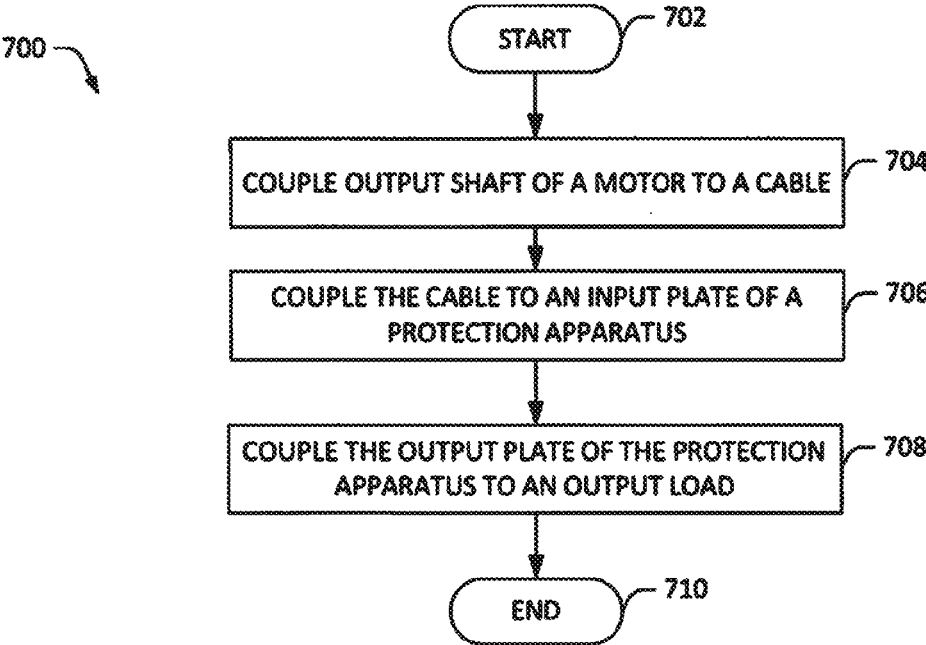 700
START
702
COUPLE OUTPUT SHAFT OF A MOTOR TO A CABLE
704
COUPLE THE CABLE TO AN INPUT PLATE OF A
PROTECTION APPARATUS
706
COUPLE THE OUTPUT PLATE OF THE PROTECTION
APPARATUS TO AN OUTPUT LOAD
708
END
710